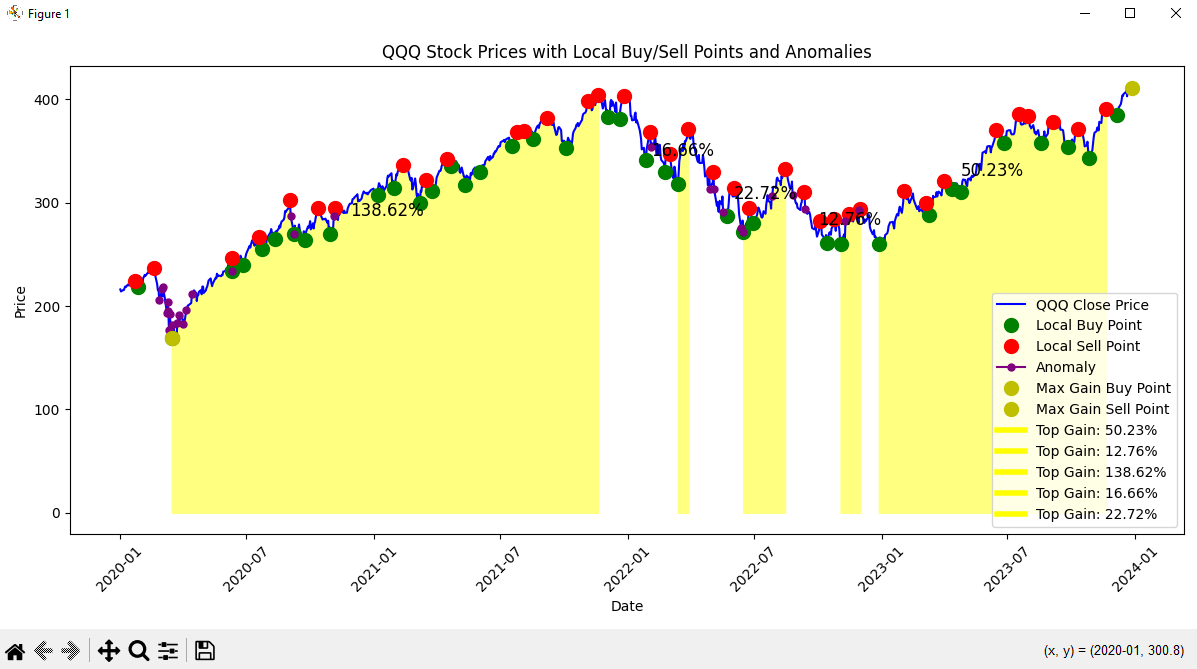 Figure 1
QQQ Stock Prices with Local Buy/Sell Points and Anomalies
Price
400
300
200
100
0
138.62%
16.66%
22.72%
12.76%
50.23%
QQQ Close Price
Local Buy Point
Local Sell Point
Anomaly
Max Gain Buy Point
Max Gain Sell Point
Top Gain: 50.23%
Top Gain: 12.76%
Top Gain: 138.62%
Top Gain: 16.66%
Top Gain: 22.72%
2020-01
2020-07
2021-01
2021-07
2022-01
2022-07
2023-01
2023-07
2024-01
Date
(x, y) = (2020-01, 300.8)